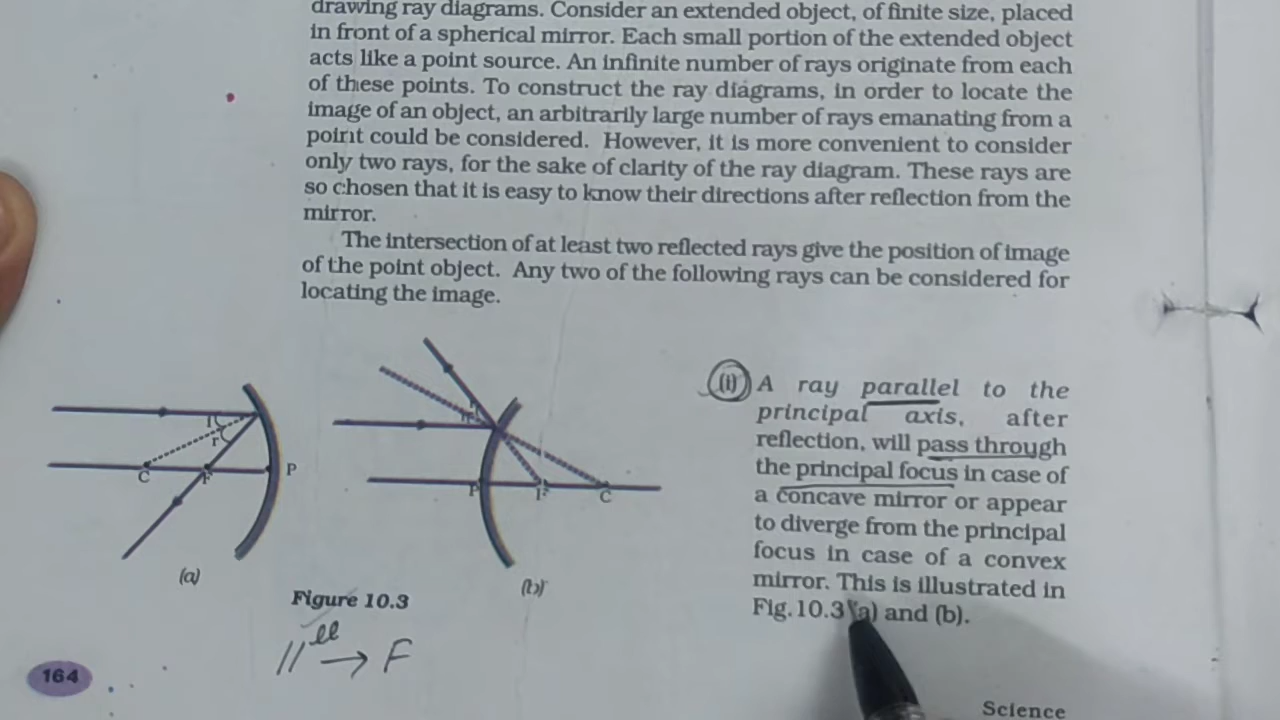 drawing ray diagrams. Consider an extended object, of finite size, placed
in front of a spherical mirror. Each small portion of the extended object
acts like a point source. An infinite number of rays originate from each
of these points. To construct the ray diagrams, in order to locate the
image of an object, an arbitrarily large number of rays emanating from a
point could be considered. However, it is more convenient to consider
only two rays, for the sake of clarity of the ray diagram. These rays are
so chosen that it is easy to know their directions after reflection from the
mirror.
The intersection of at least two reflected rays give the position of image
of the point object. Any two of the following rays can be considered for
locating the image.
i
r
C
F
P
(a)
i
r
P
F
C
(b)
Figure 10.3
(i) A ray parallel to the
principal axis, after
reflection, will pass through
the principal focus in case of
a concave mirror or appear
to diverge from the principal
focus in case of a convex
mirror. This is illustrated in
Fig.10.3 (a) and (b).
//ˡˡ → F
164
Science